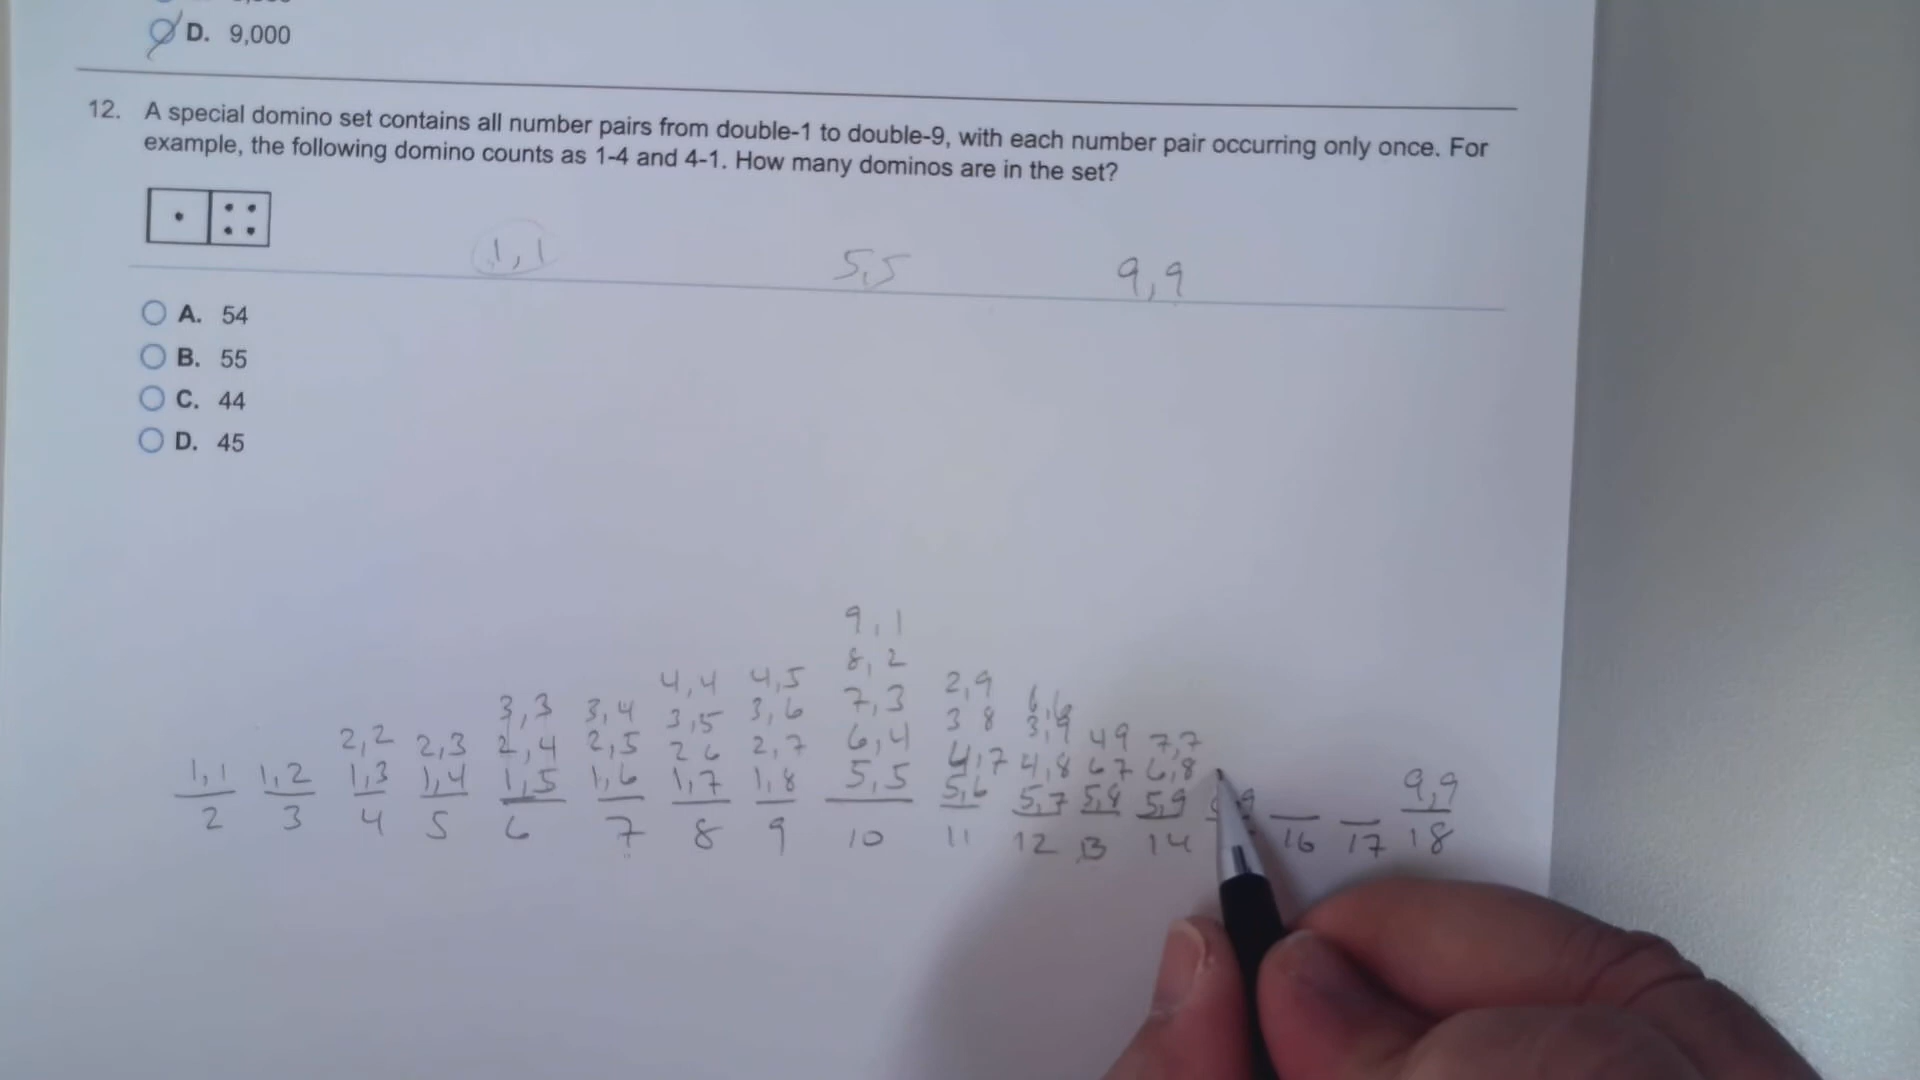 D. 9,000
12. A special domino set contains all number pairs from double-1 to double-9, with each number pair occurring only once. For
example, the following domino counts as 1-4 and 4-1. How many dominos are in the set?
1,1 5,5 9,9
A. 54
B. 55
C. 44
D. 45
9,1
8,2
4,4 4,5 7,3 2,9 6,6
3,3 3,4 3,5 3,6 6,4 3 8 3,9 49 7,7
2,2 2,3 2,4 2,5 26 2,7 5,5 4,7 4,8 67 6,8
1,1 1,2 1,3 1,4 1,5 1,6 1,7 1,8 5,6 5,7 5,8 5,9 9,9
2 3 4 5 6 7 8 9 10 11 12 13 14 16 17 18